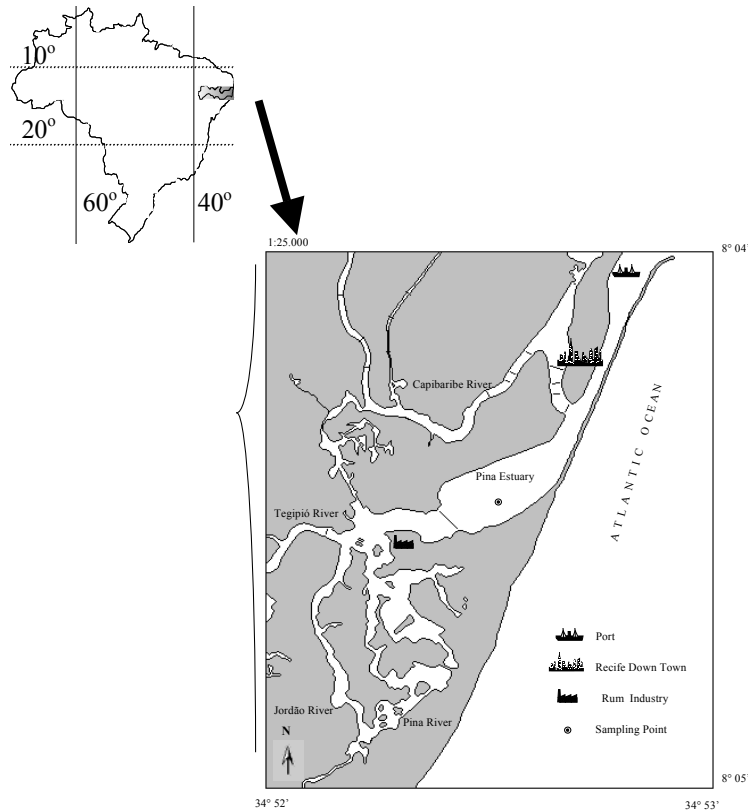 10º
20º
60º
40º
1:25.000
8° 04'
Capibaribe River
Pina Estuary
ATLANTIC OCEAN
Tegipió River
Port
Recife Down Town
Rum Industry
Sampling Point
Jordão River
Pina River
N
8° 05'
34° 52'
34° 53'